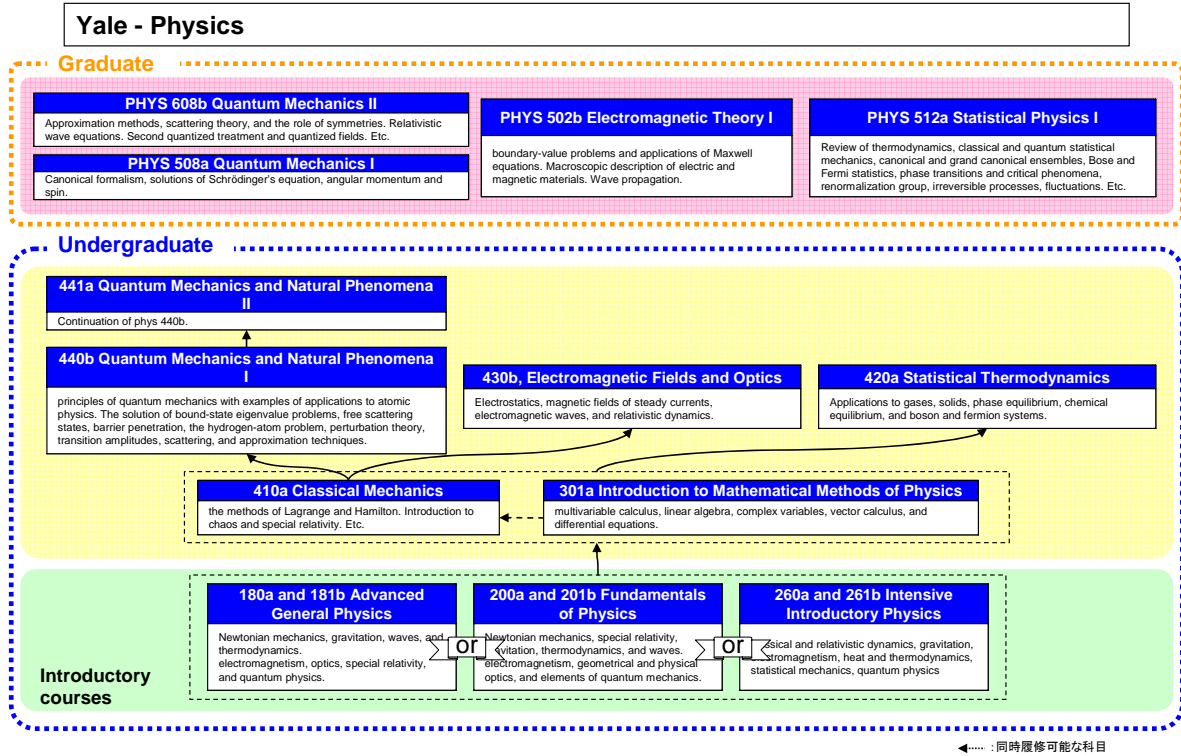 Yale - Physics
Graduate
PHYS 608b Quantum Mechanics II
Approximation methods, scattering theory, and the role of symmetries. Relativistic
wave equations. Second quantized treatment and quantized fields. Etc.
PHYS 508a Quantum Mechanics I
Canonical formalism, solutions of Schrödinger's equation, angular momentum and
spin.
PHYS 502b Electromagnetic Theory I
boundary-value problems and applications of Maxwell
equations. Macroscopic description of electric and
magnetic materials. Wave propagation.
PHYS 512a Statistical Physics I
Review of thermodynamics, classical and quantum statistical
mechanics, canonical and grand canonical ensembles, Bose and
Fermi statistics, phase transitions and critical phenomena,
renormalization group, irreversible processes, fluctuations. Etc.
Undergraduate
441a Quantum Mechanics and Natural Phenomena
II
Continuation of phys 440b.
440b Quantum Mechanics and Natural Phenomena
I
principles of quantum mechanics with examples of applications to atomic
physics. The solution of bound-state eigenvalue problems, free scattering
states, barrier penetration, the hydrogen-atom problem, perturbation theory,
transition amplitudes, scattering, and approximation techniques.
430b, Electromagnetic Fields and Optics
Electrostatics, magnetic fields of steady currents,
electromagnetic waves, and relativistic dynamics.
420a Statistical Thermodynamics
Applications to gases, solids, phase equilibrium, chemical
equilibrium, and boson and fermion systems.
410a Classical Mechanics
the methods of Lagrange and Hamilton. Introduction to
chaos and special relativity. Etc.
301a Introduction to Mathematical Methods of Physics
multivariable calculus, linear algebra, complex variables, vector calculus, and
differential equations.
180a and 181b Advanced
General Physics
Newtonian mechanics, gravitation, waves, and
thermodynamics.
electromagnetism, optics, special relativity,
and quantum physics.
or
200a and 201b Fundamentals
of Physics
Newtonian mechanics, special relativity,
thermodynamics, and waves.
electromagnetism, geometrical and physical
optics, and elements of quantum mechanics.
or
260a and 261b Intensive
Introductory Physics
and relativistic dynamics, gravitation,
heat and thermodynamics,
statistical mechanics, quantum physics
Introductory
courses
:同時履修可能な科目